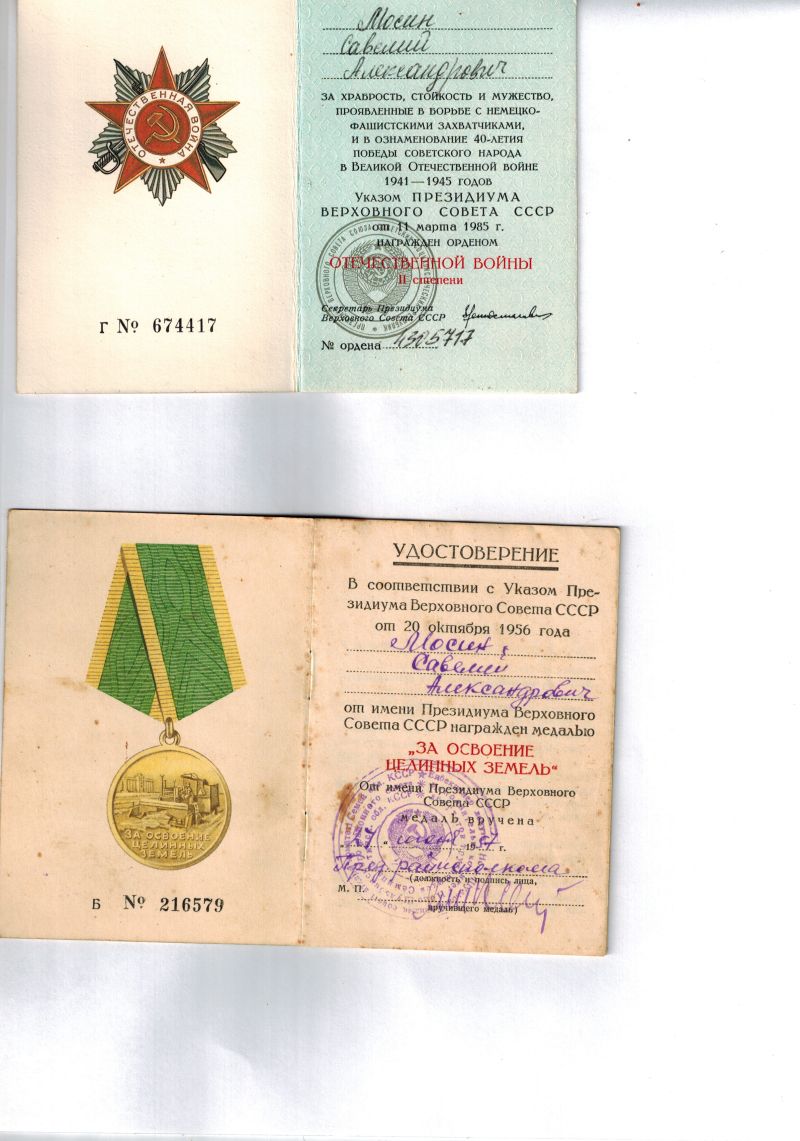 Мосин
Савелий
Александрович
ЗА ХРАБРОСТЬ, СТОЙКОСТЬ И МУЖЕСТВО,
ПРОЯВЛЕННЫЕ В БОРЬБЕ С НЕМЕЦКО-
ФАШИСТСКИМИ ЗАХВАТЧИКАМИ,
И В ОЗНАМЕНОВАНИЕ 40-ЛЕТИЯ
ПОБЕДЫ СОВЕТСКОГО НАРОДА
В ВЕЛИКОЙ ОТЕЧЕСТВЕННОЙ ВОЙНЕ
1941—1945 ГОДОВ
УКАЗОМ ПРЕЗИДИУМА
ВЕРХОВНОГО СОВЕТА СССР
от 11 марта 1985 г.
НАГРАЖДЕН ОРДЕНОМ
ОТЕЧЕСТВЕННОЙ ВОЙНЫ
II степени
Секретарь Президиума
Верховного Совета СССР
№ ордена 4305717
ОТЕЧЕСТВЕННАЯ ВОЙНА
Г № 674417
УДОСТОВЕРЕНИЕ
В соответствии с Указом Пре-
зидиума Верховного Совета СССР
от 20 октября 1956 года
Мосин,
Савелий
Александрович
от имени Президиума Верховного
Совета СССР награжден медалью
„ЗА ОСВОЕНИЕ
ЦЕЛИННЫХ ЗЕМЕЛЬ“
От имени Президиума Верховного
Совета СССР
медаль вручена
27 1957 г.
Пред. райисполкома
(должность и подпись лица,
М. П.
вручившего медаль)
ЗА ОСВОЕНИЕ
ЦЕЛИННЫХ
ЗЕМЕЛЬ
Б № 216579